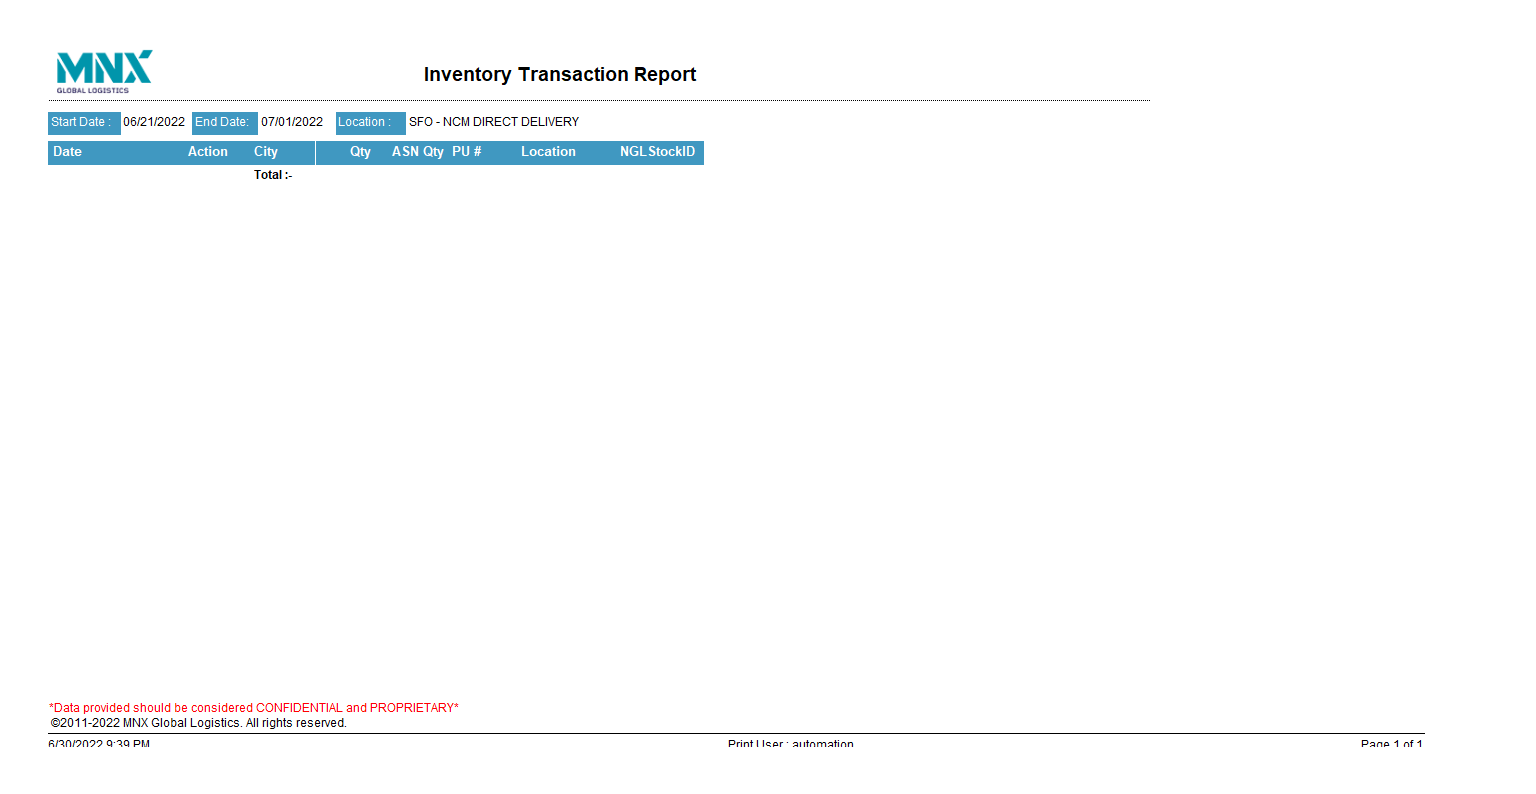 MNX
GLOBAL LOGISTICS
Inventory Transaction Report
Start Date : 06/21/2022 End Date: 07/01/2022 Location : SFO - NCM DIRECT DELIVERY
Date Action City Qty ASN Qty PU # Location NGLStockID
Total :-
*Data provided should be considered CONFIDENTIAL and PROPRIETARY*
©2011-2022 MNX Global Logistics. All rights reserved.
6/30/2022 9:39 PM Print User : automation Page 1 of 1